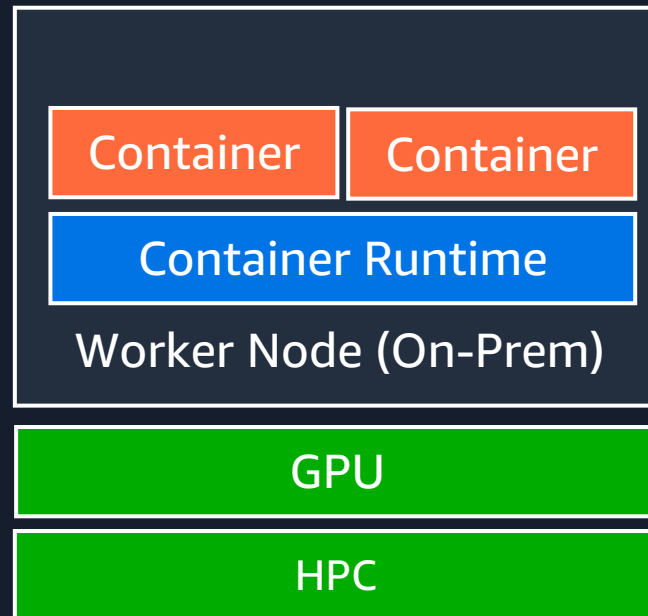 Container
Container
Container Runtime
Worker Node (On-Prem)
GPU
HPC